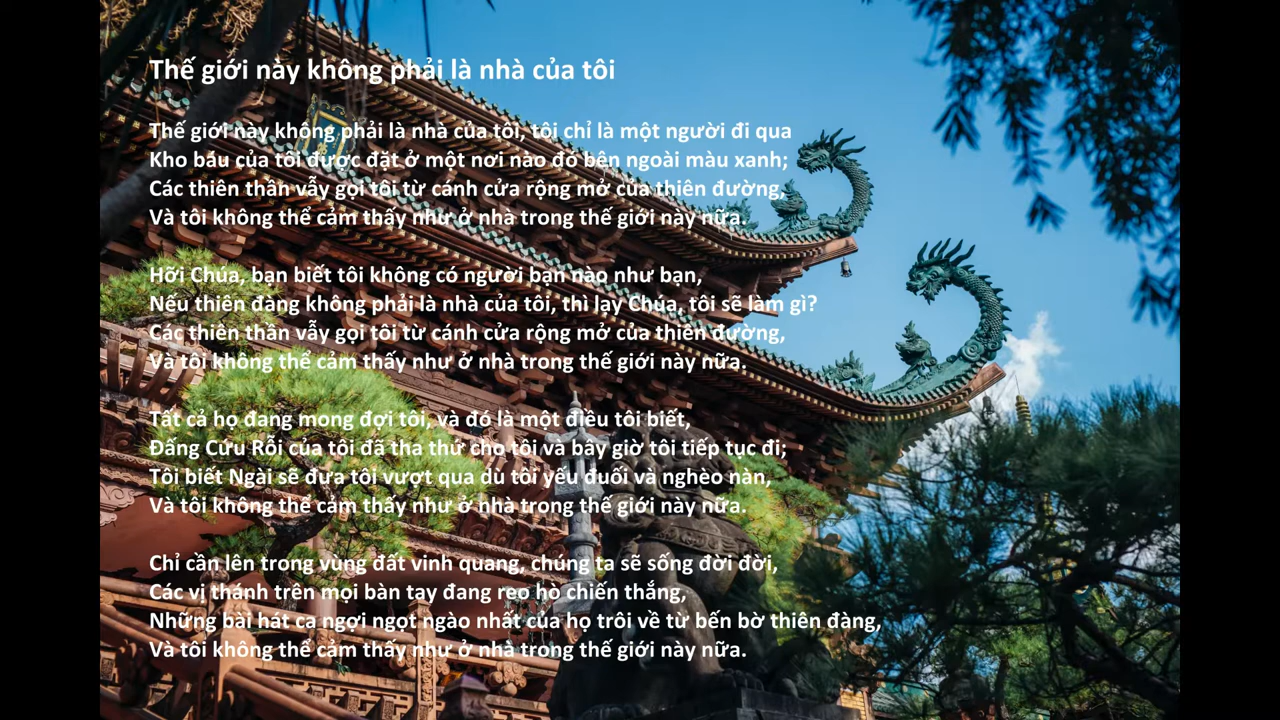 Thế giới này không phải là nhà của tôi
Thế giới này không phải là nhà của tôi, tôi chỉ là một người đi qua
Kho báu của tôi được đặt ở một nơi nào đó bên ngoài màu xanh;
Các thiên thần vẫy gọi tôi từ cánh cửa rộng mở của thiên đường,
Và tôi không thể cảm thấy như ở nhà trong thế giới này nữa.
Hỡi Chúa, bạn biết tôi không có người bạn nào như bạn,
Nếu thiên đàng không phải là nhà của tôi, thì lạy Chúa, tôi sẽ làm gì?
Các thiên thần vẫy gọi tôi từ cánh cửa rộng mở của thiên đường,
Và tôi không thể cảm thấy như ở nhà trong thế giới này nữa.
Tất cả họ đang mong đợi tôi, và đó là một điều tôi biết,
Đấng Cứu Rỗi của tôi đã tha thứ cho tôi và bây giờ tôi tiếp tục đi;
Tôi biết Ngài sẽ đưa tôi vượt qua dù tôi yếu đuối và nghèo nàn,
Và tôi không thể cảm thấy như ở nhà trong thế giới này nữa.
Chỉ cần lên trong vùng đất vinh quang, chúng ta sẽ sống đời đời,
Các vị thánh trên mọi bàn tay đang reo hò chiến thắng,
Những bài hát ca ngợi ngọt ngào nhất của họ trôi về từ bến bờ thiên đàng,
Và tôi không thể cảm thấy như ở nhà trong thế giới này nữa.